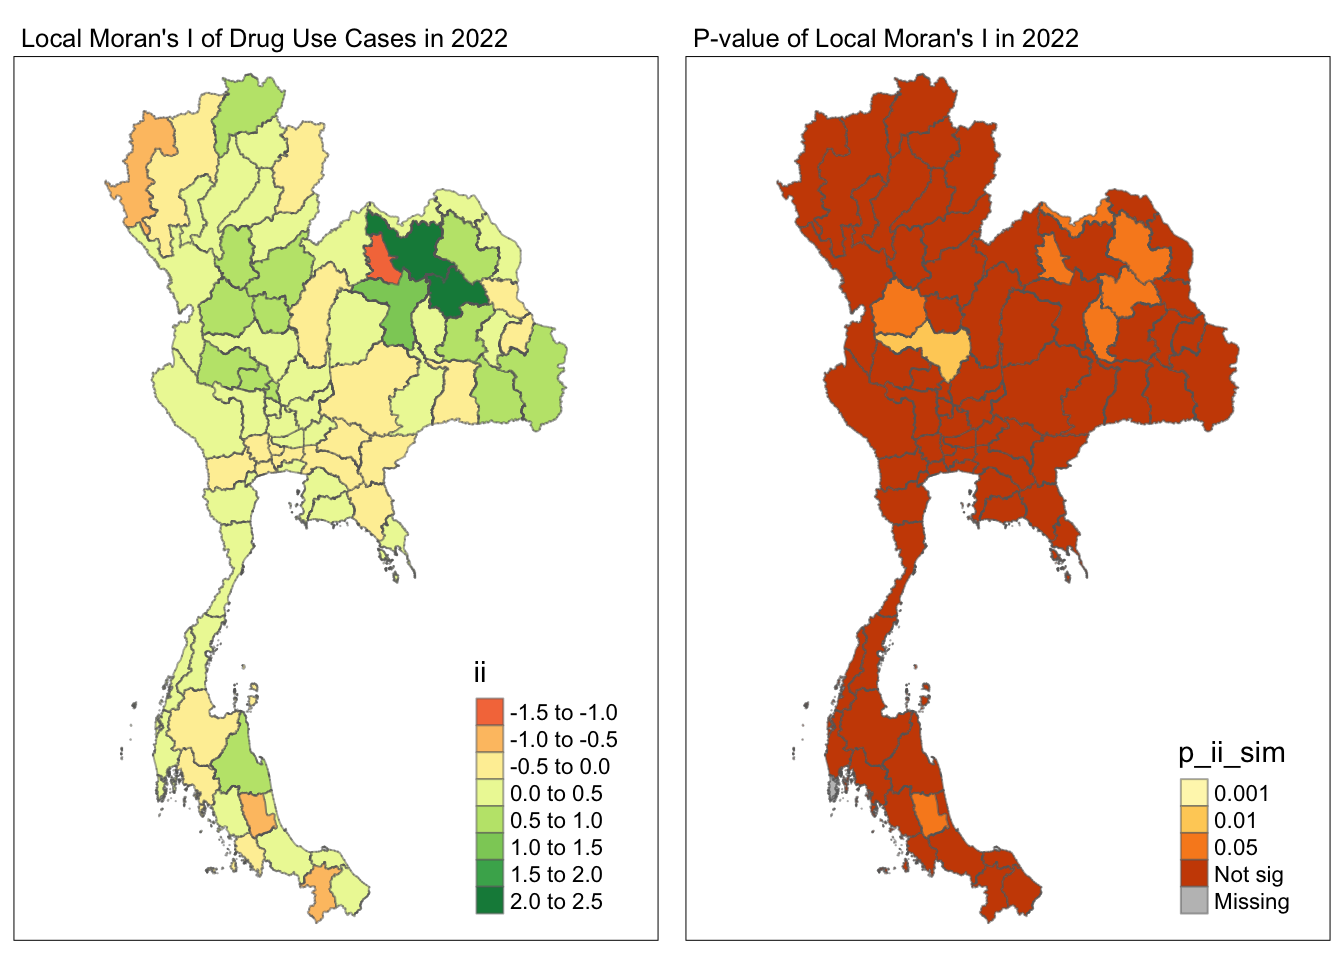 Local Moran's I of Drug Use Cases in 2022
P-value of Local Moran's I in 2022
ii
-1.5 to -1.0
-1.0 to -0.5
-0.5 to 0.0
0.0 to 0.5
0.5 to 1.0
1.0 to 1.5
1.5 to 2.0
2.0 to 2.5
p_ii_sim
0.001
0.01
0.05
Not sig
Missing